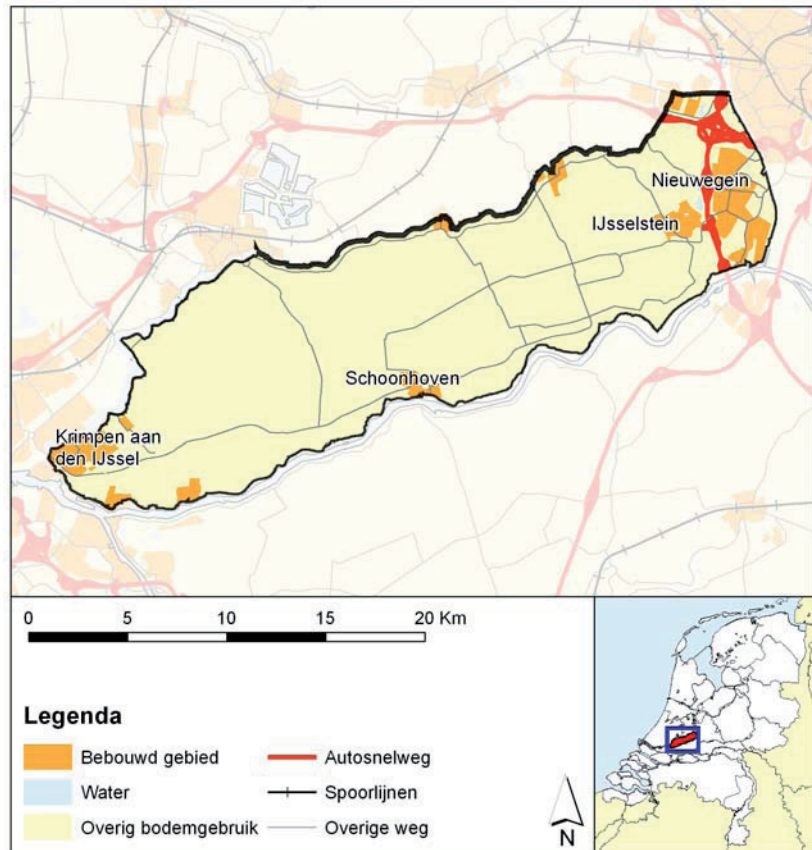 Nieuwegein
IJsselstein
Schoonhoven
Krimpen aan
den IJssel
0 5 10 15 20 Km
Legenda
Bebouwd gebied
Water
Overig bodemgebruik
Autosnelweg
Spoorlijnen
Overige weg
N